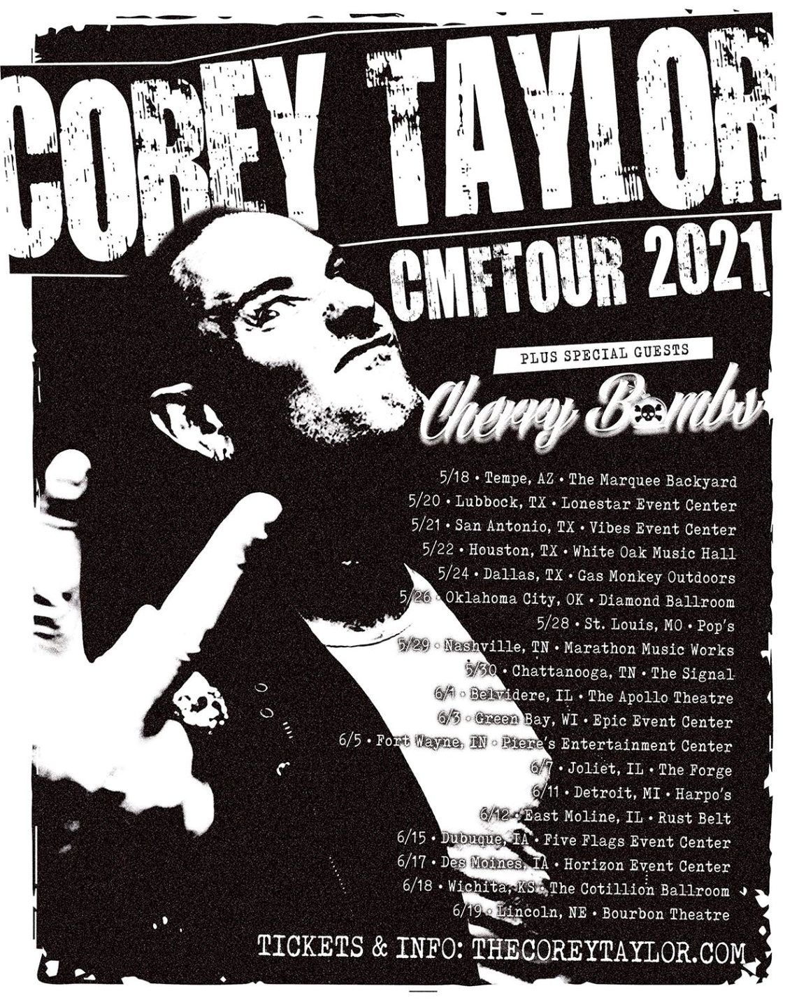 COREY TAYLOR
CMFTOUR 2021
PLUS SPECIAL GUESTS
Cherry Bombs
5/18 • Tempe, AZ • The Marquee Backyard
5/20 • Lubbock, TX • Lonestar Event Center
5/21 • San Antonio, TX • Vibes Event Center
5/22 • Houston, TX • White Oak Music Hall
5/24 • Dallas, TX • Gas Monkey Outdoors
5/26 • Oklahoma City, OK • Diamond Ballroom
5/28 • St. Louis, MO • Pop's
5/29 • Nashville, TN • Marathon Music Works
5/30 • Chattanooga, TN • The Signal
6/1 • Belvidere, IL • The Apollo Theatre
6/3 • Green Bay, WI • Epic Event Center
6/5 • Fort Wayne, IN • Piere's Entertainment Center
6/7 • Joliet, IL • The Forge
6/11 • Detroit, MI • Harpo's
6/12 • East Moline, IL • Rust Belt
6/15 • Dubuque, IA • Five Flags Event Center
6/17 • Des Moines, IA • Horizon Event Center
6/18 • Wichita, KS • The Cotillion Ballroom
6/19 • Lincoln, NE • Bourbon Theatre
TICKETS & INFO: THECOREYTAYLOR.COM